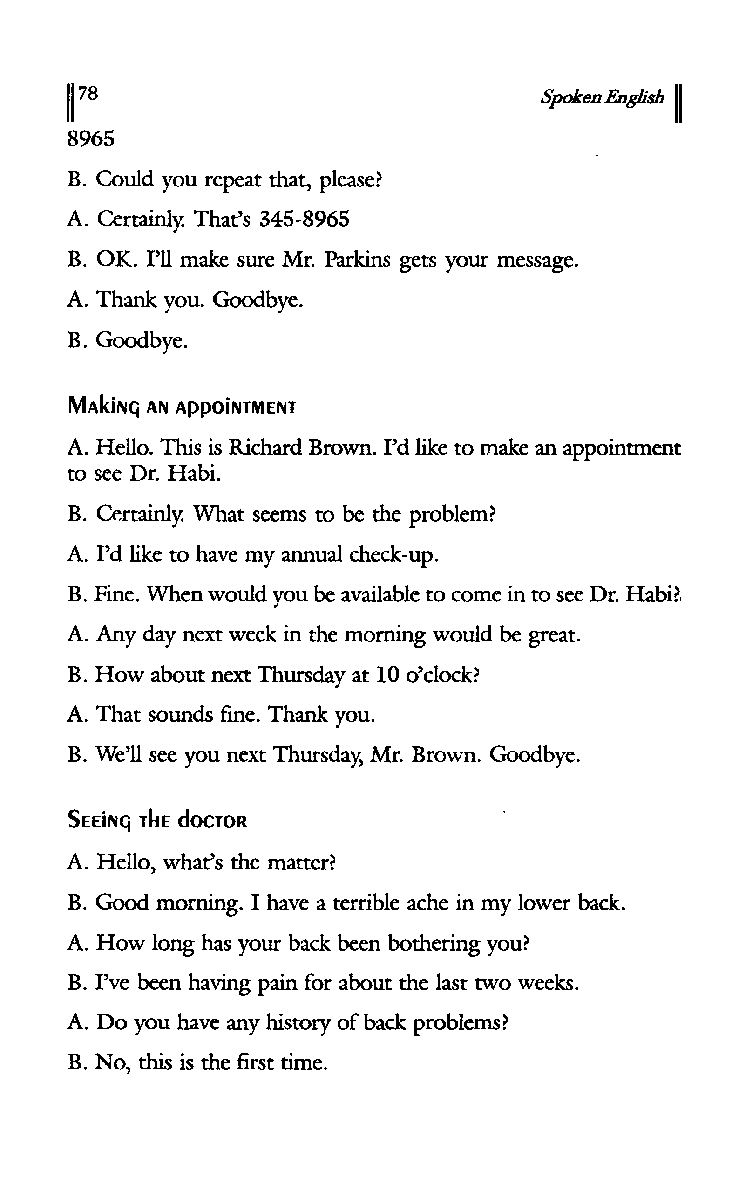 78 Spoken English
8965
B. Could you repeat that, please?
A. Certainly. That's 345-8965
B. OK. I'll make sure Mr. Parkins gets your message.
A. Thank you. Goodbye.
B. Goodbye.
Making an appointment
A. Hello. This is Richard Brown. I'd like to make an appointment
to see Dr. Habi.
B. Certainly. What seems to be the problem?
A. I'd like to have my annual check-up.
B. Fine. When would you be available to come in to see Dr. Habi?
A. Any day next week in the morning would be great.
B. How about next Thursday at 10 o'clock?
A. That sounds fine. Thank you.
B. We'll see you next Thursday, Mr. Brown. Goodbye.
Seeing the doctor
A. Hello, what's the matter?
B. Good morning. I have a terrible ache in my lower back.
A. How long has your back been bothering you?
B. I've been having pain for about the last two weeks.
A. Do you have any history of back problems?
B. No, this is the first time.